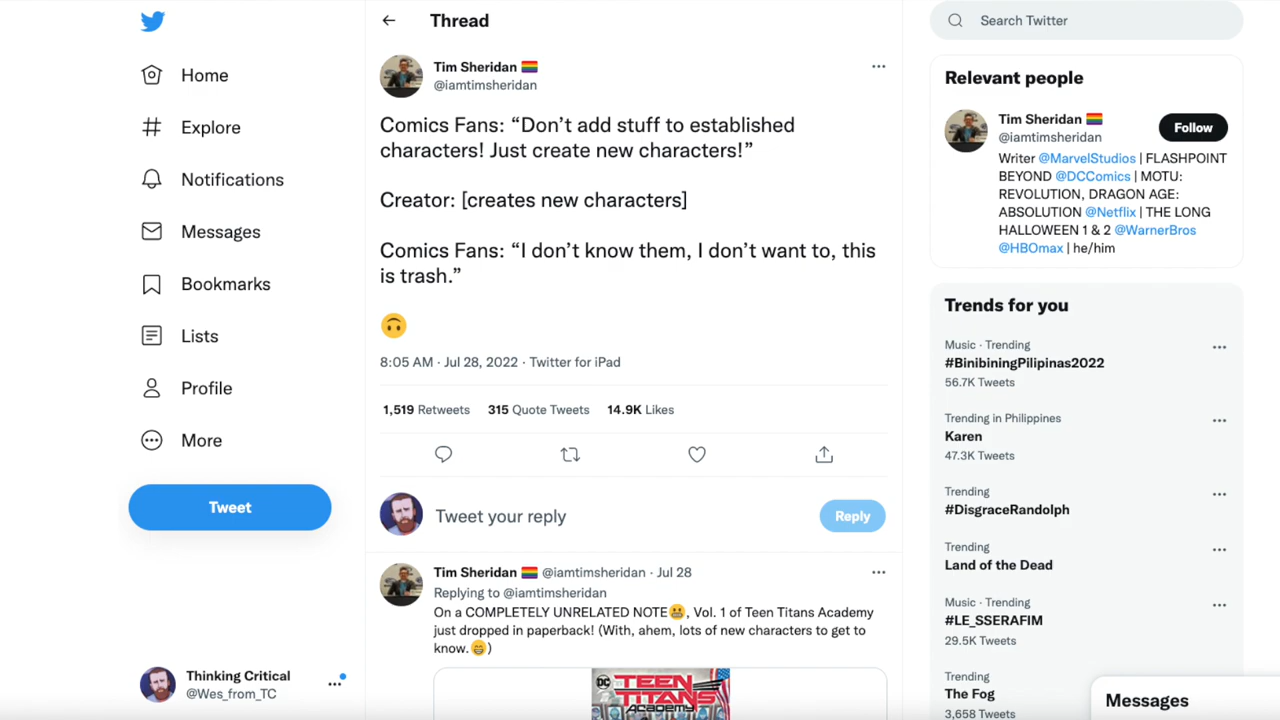 Home
Explore
Notifications
Messages
Bookmarks
Lists
Profile
More
Tweet
Thinking Critical
@Wes_from_TC
Thread
Tim Sheridan
@iamtimsheridan
Comics Fans: “Don’t add stuff to established
characters! Just create new characters!”
Creator: [creates new characters]
Comics Fans: “I don’t know them, I don’t want to, this
is trash.”
8:05 AM · Jul 28, 2022 · Twitter for iPad
1,519 Retweets 315 Quote Tweets 14.9K Likes
Tweet your reply
Reply
Tim Sheridan @iamtimsheridan · Jul 28
Replying to @iamtimsheridan
On a COMPLETELY UNRELATED NOTE😬, Vol. 1 of Teen Titans Academy
just dropped in paperback! (With, ahem, lots of new characters to get to
know.😁)
DC TEEN
TITANS
ACADEMY
Search Twitter
Relevant people
Tim Sheridan
@iamtimsheridan
Follow
Writer @MarvelStudios | FLASHPOINT
BEYOND @DCComics | MOTU:
REVOLUTION, DRAGON AGE:
ABSOLUTION @Netflix | THE LONG
HALLOWEEN 1 & 2 @WarnerBros
@HBOmax | he/him
Trends for you
Music · Trending
#BinibiningPilipinas2022
56.7K Tweets
Trending in Philippines
Karen
47.3K Tweets
Trending
#DisgraceRandolph
Trending
Land of the Dead
Music · Trending
#LE_SSERAFIM
29.5K Tweets
Trending
The Fog
3,658 Tweets
Messages